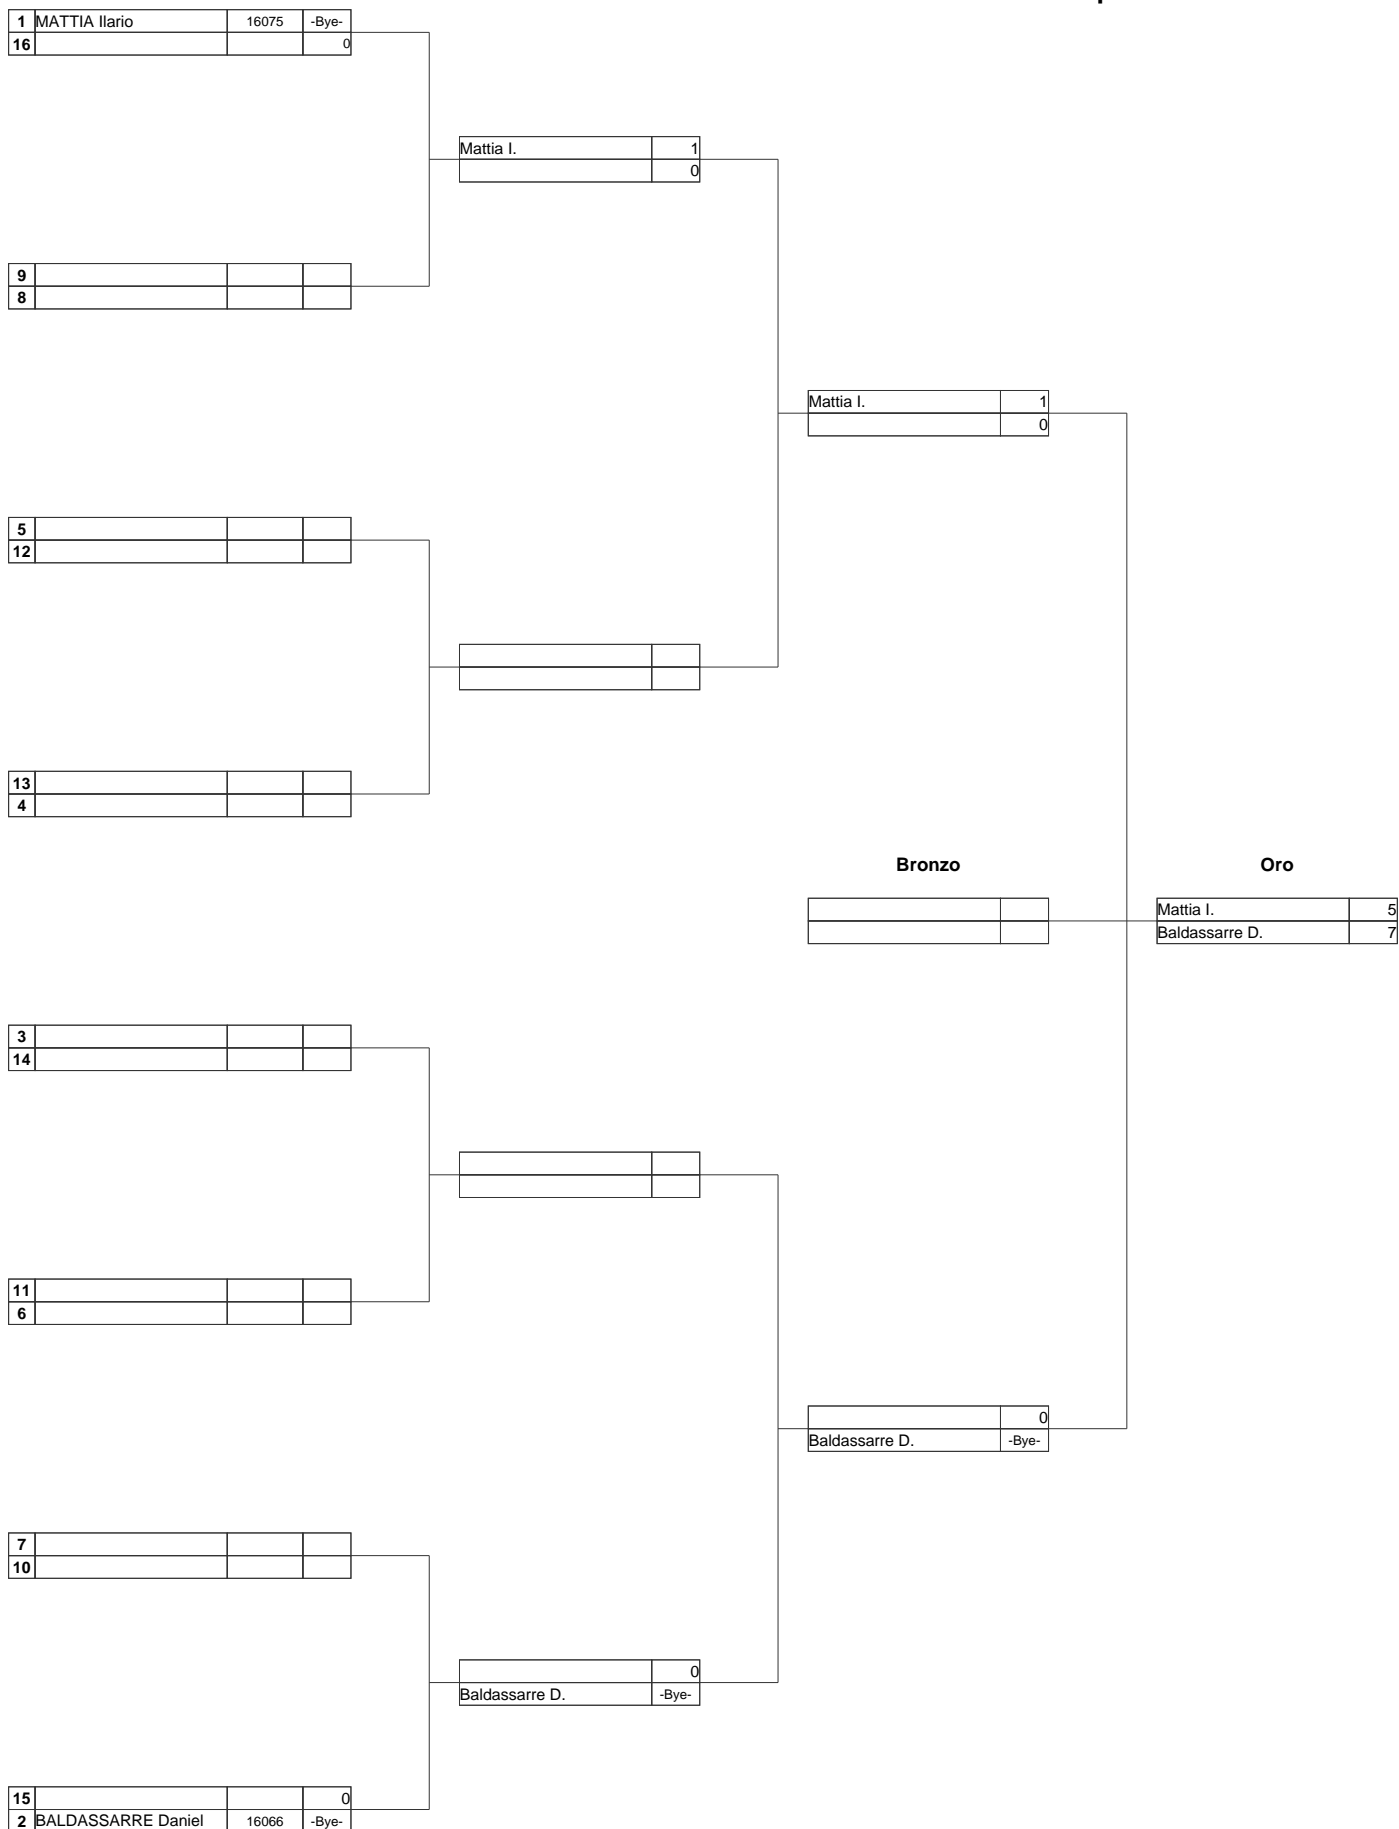 1 MATTIA Ilario 16075 -Bye-
16 0
Mattia I. 1
0
9
8
Mattia I. 1
0
5
12
13
4
Bronzo Oro
Mattia I. 5
Baldassarre D. 7
3
14
11
6
0
Baldassarre D. -Bye-
7
10
0
Baldassarre D. -Bye-
15 0
2 BALDASSARRE Daniel 16066 -Bye-